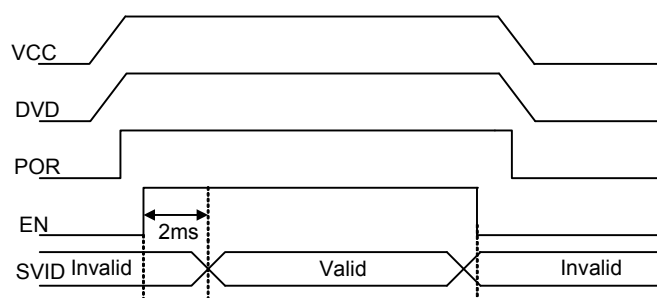 VCC
DVD
POR
EN
2ms
SVID Invalid Valid Invalid